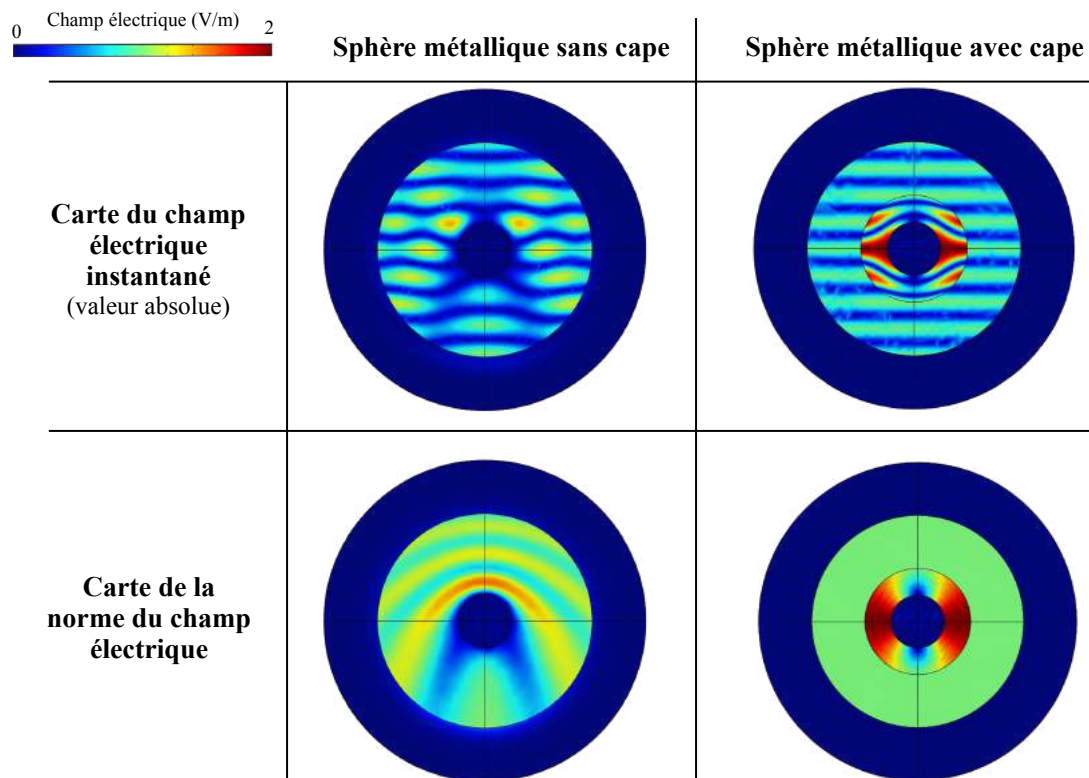 0 Champ électrique (V/m) 2
Sphère métallique sans cape
Sphère métallique avec cape
Carte du champ
électrique
instantané
(valeur absolue)
Carte de la
norme du champ
électrique